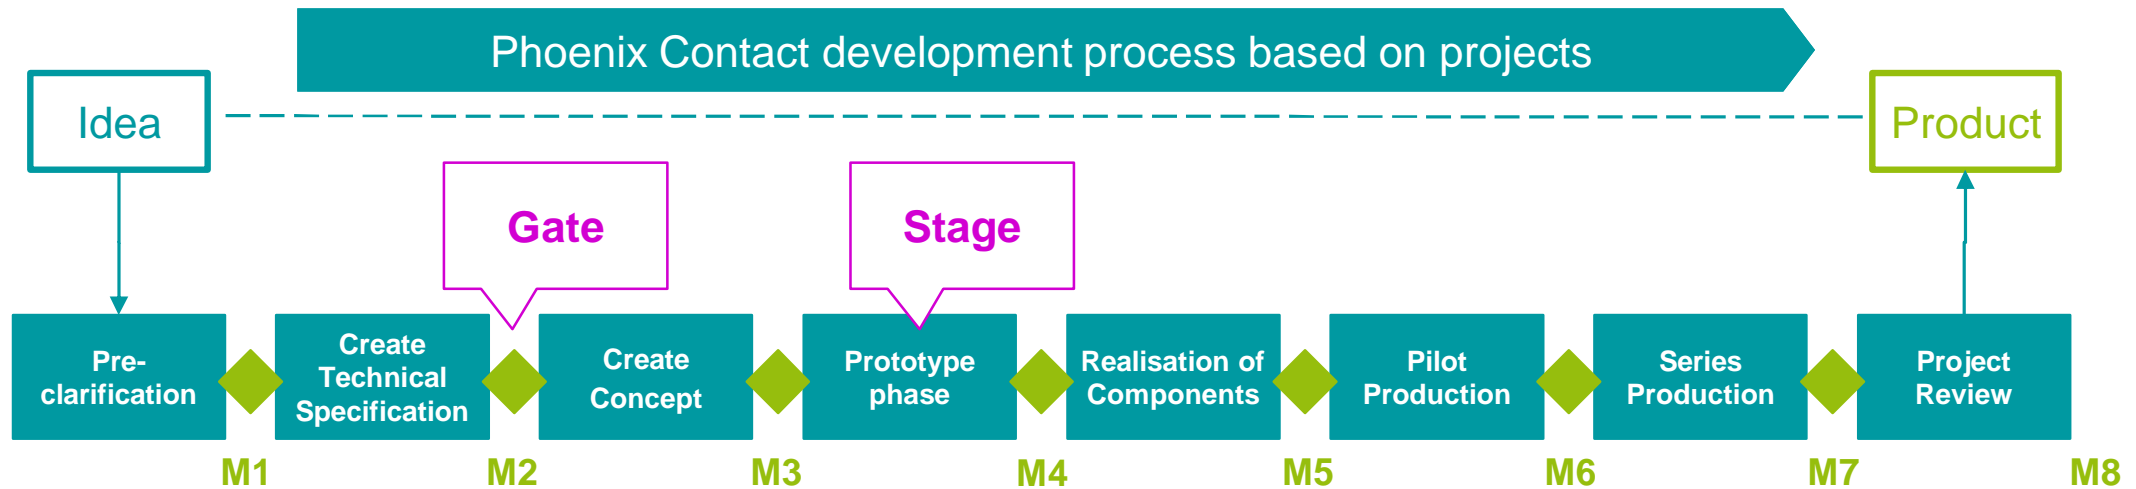 Phoenix Contact development process based on projects
Idea
Product
Gate
Stage
Pre-
clarification
Create
Technical
Specification
Create
Concept
Prototype
phase
Realisation of
Components
Pilot
Production
Series
Production
Project
Review
M1
M2
M3
M4
M5
M6
M7
M8